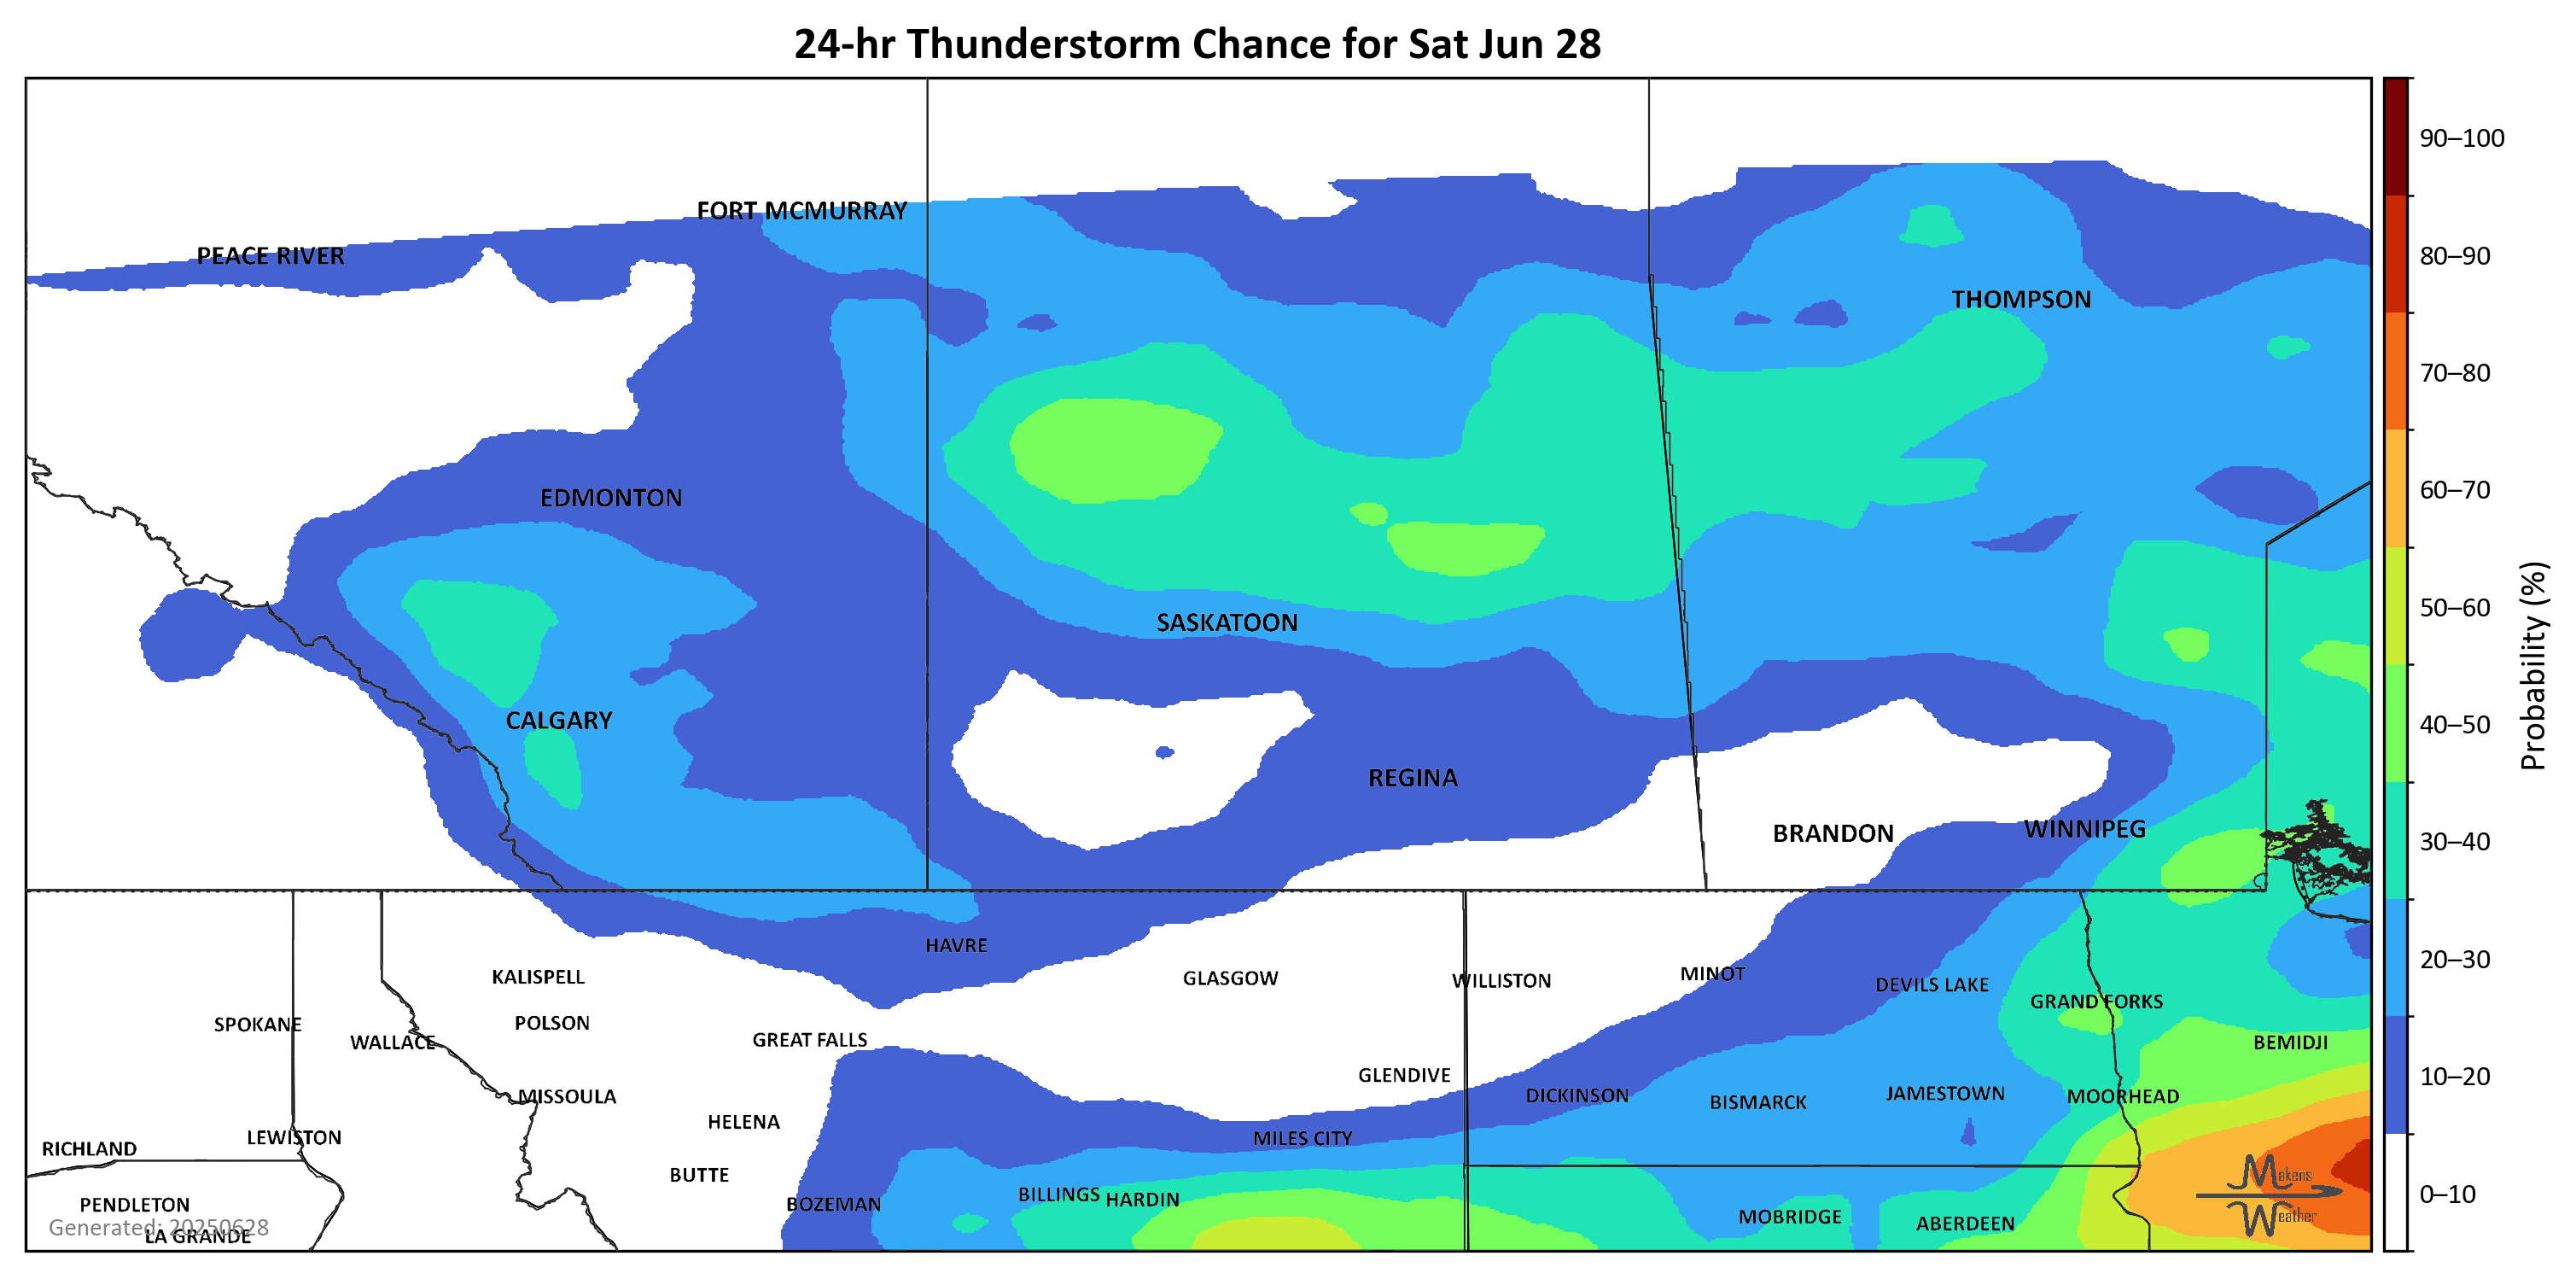 24-hr Thunderstorm Chance for Sat Jun 28
FORT MCMURRAY
PEACE RIVER
THOMPSON
EDMONTON
SASKATOON
CALGARY
REGINA
BRANDON
WINNIPEG
HAVRE
KALISPELL
GLASGOW
WILLISTON
MINOT
DEVILS LAKE
GRAND FORKS
SPOKANE
POLSON
WALLACE
GREAT FALLS
BEMIDJI
GLENDIVE
MISSOULA
DICKINSON
BISMARCK
JAMESTOWN
MOORHEAD
HELENA
LEWISTON
MILES CITY
RICHLAND
BUTTE
BILLINGS
HARDIN
PENDLETON
BOZEMAN
MOBRIDGE
ABERDEEN
Generated: 20250628
LA GRANDE
Makens
Weather
90–100
80–90
70–80
60–70
50–60
40–50
30–40
20–30
10–20
0–10
Probability (%)